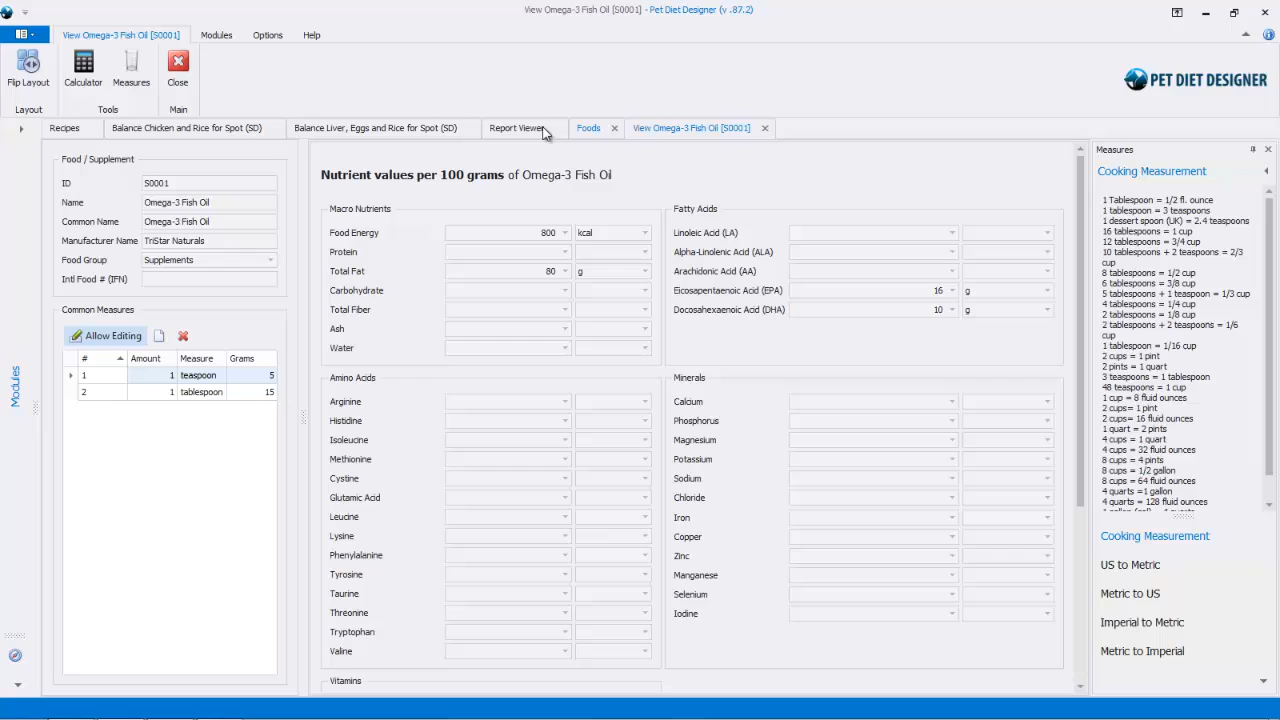 View Omega-3 Fish Oil [S0001] - Pet Diet Designer (v .87.2)
View Omega-3 Fish Oil [S0001]
Modules
Options
Help
Flip Layout
Calculator
Measures
Close
Layout
Tools
Main
PET DIET DESIGNER
Recipes
Balance Chicken and Rice for Spot (SD)
Balance Liver, Eggs and Rice for Spot (SD)
Report Viewer
Foods
View Omega-3 Fish Oil [S0001]
Modules
Food / Supplement
ID S0001
Name Omega-3 Fish Oil
Common Name Omega-3 Fish Oil
Manufacturer Name TriStar Naturals
Food Group Supplements
Intl Food # (IFN)
Common Measures
Allow Editing
# Amount Measure Grams
1 1 teaspoon 5
2 1 tablespoon 15
Nutrient values per 100 grams of Omega-3 Fish Oil
Macro Nutrients
Food Energy 800 kcal
Protein
Total Fat 80 g
Carbohydrate
Total Fiber
Ash
Water
Fatty Acids
Linoleic Acid (LA)
Alpha-Linolenic Acid (ALA)
Arachidonic Acid (AA)
Eicosapentaenoic Acid (EPA) 16 g
Docosahexaenoic Acid (DHA) 10 g
Amino Acids
Arginine
Histidine
Isoleucine
Methionine
Cystine
Glutamic Acid
Leucine
Lysine
Phenylalanine
Tyrosine
Taurine
Threonine
Tryptophan
Valine
Minerals
Calcium
Phosphorus
Magnesium
Potassium
Sodium
Chloride
Iron
Copper
Zinc
Manganese
Selenium
Iodine
Vitamins
Measures
Cooking Measurement
1 Tablespoon = 1/2 fl. ounce
1 tablespoon = 3 teaspoons
1 dessert spoon (UK) = 2.4 teaspoons
16 tablespoons = 1 cup
12 tablespoons = 3/4 cup
10 tablespoons + 2 teaspoons = 2/3
cup
8 tablespoons = 1/2 cup
6 tablespoons = 3/8 cup
5 tablespoons + 1 teaspoon = 1/3 cup
4 tablespoons = 1/4 cup
2 tablespoons = 1/8 cup
2 tablespoons + 2 teaspoons = 1/6
cup
1 tablespoon = 1/16 cup
2 cups = 1 pint
2 pints = 1 quart
3 teaspoons = 1 tablespoon
48 teaspoons = 1 cup
1 cup = 8 fluid ounces
2 cups= 1 pint
2 cups= 16 fluid ounces
1 quart = 2 pints
4 cups = 1 quart
4 cups = 32 fluid ounces
8 cups = 4 pints
8 cups = 1/2 gallon
8 cups = 64 fluid ounces
4 quarts =1 gallon
4 quarts = 128 fluid ounces
Cooking Measurement
US to Metric
Metric to US
Imperial to Metric
Metric to Imperial